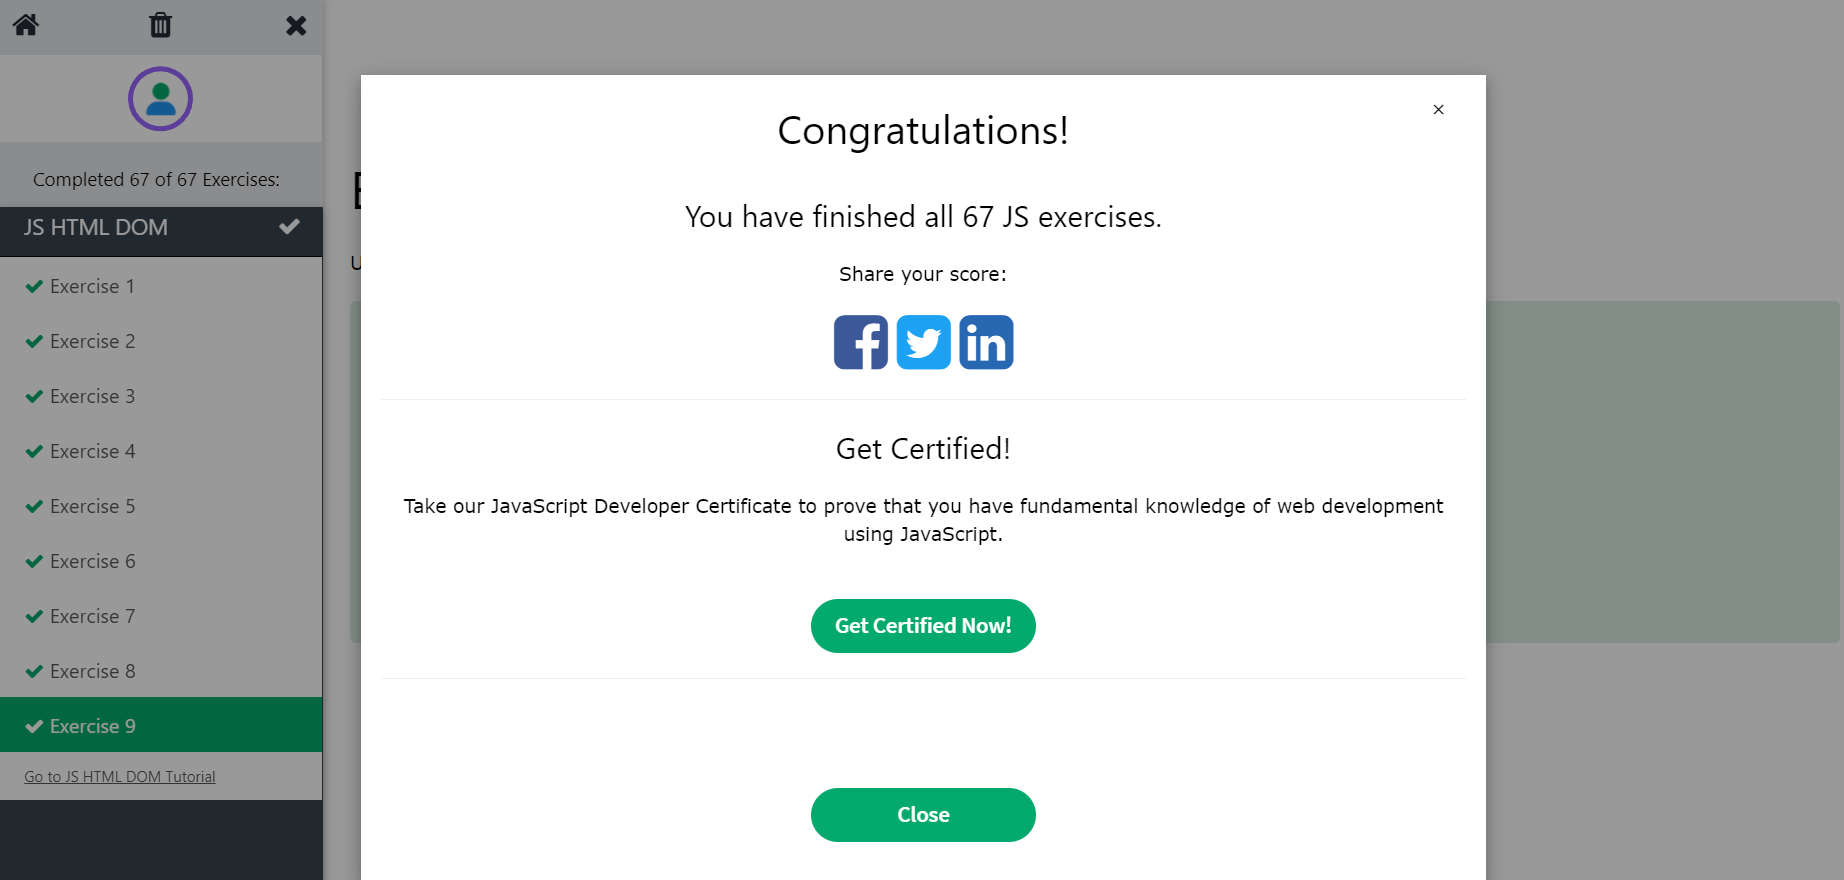 Completed 67 of 67 Exercises:
JS HTML DOM
Exercise 1
Exercise 2
Exercise 3
Exercise 4
Exercise 5
Exercise 6
Exercise 7
Exercise 8
Exercise 9
Go to JS HTML DOM Tutorial
×
Congratulations!
You have finished all 67 JS exercises.
Share your score:
Get Certified!
Take our JavaScript Developer Certificate to prove that you have fundamental knowledge of web development
using JavaScript.
Get Certified Now!
Close